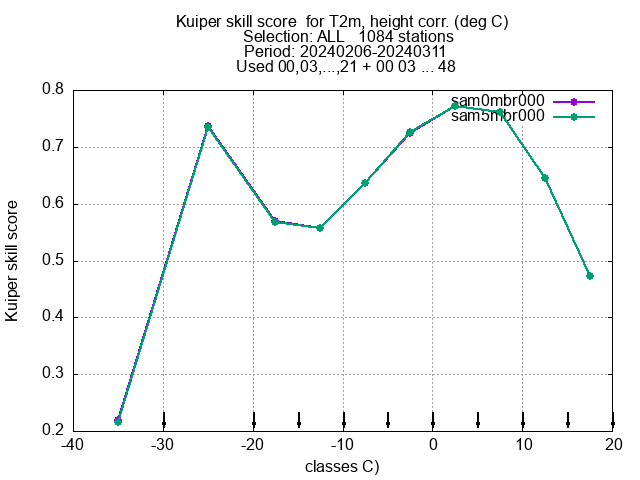 Kuiper skill score  for T2m, height corr. (deg C)
Selection: ALL   1084 stations
Period: 20240206-20240311
Used 00,03,...,21 + 00 03 ... 48
sam0mbr000
sam5mbr000
0.8
0.7
0.6
0.5
0.4
0.3
0.2
Kuiper skill score
-40
-30
-20
-10
0
10
20
classes C)